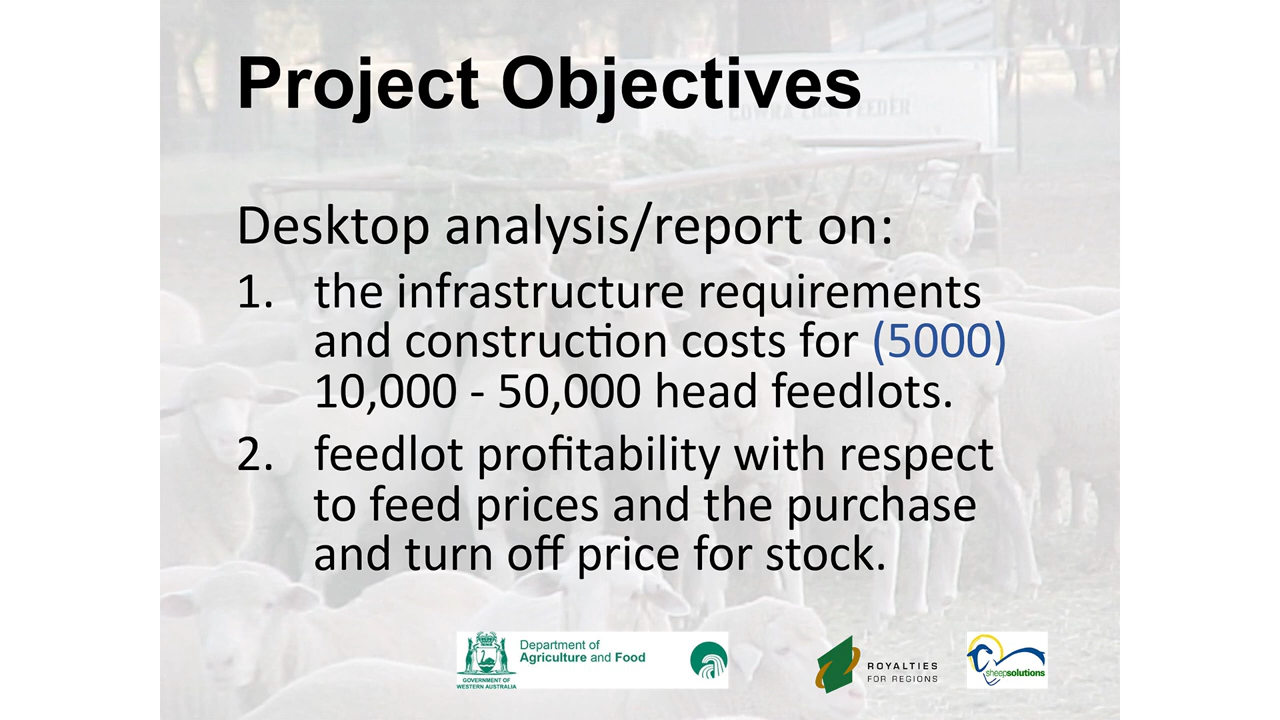 Project Objectives
Desktop analysis/report on:
1. the infrastructure requirements
and construction costs for (5000)
10,000 - 50,000 head feedlots.
2. feedlot profitability with respect
to feed prices and the purchase
and turn off price for stock.
GOVERNMENT OF
WESTERN AUSTRALIA
Department of
Agriculture and Food
ROYALTIES
FOR REGIONS
sheepsolutions